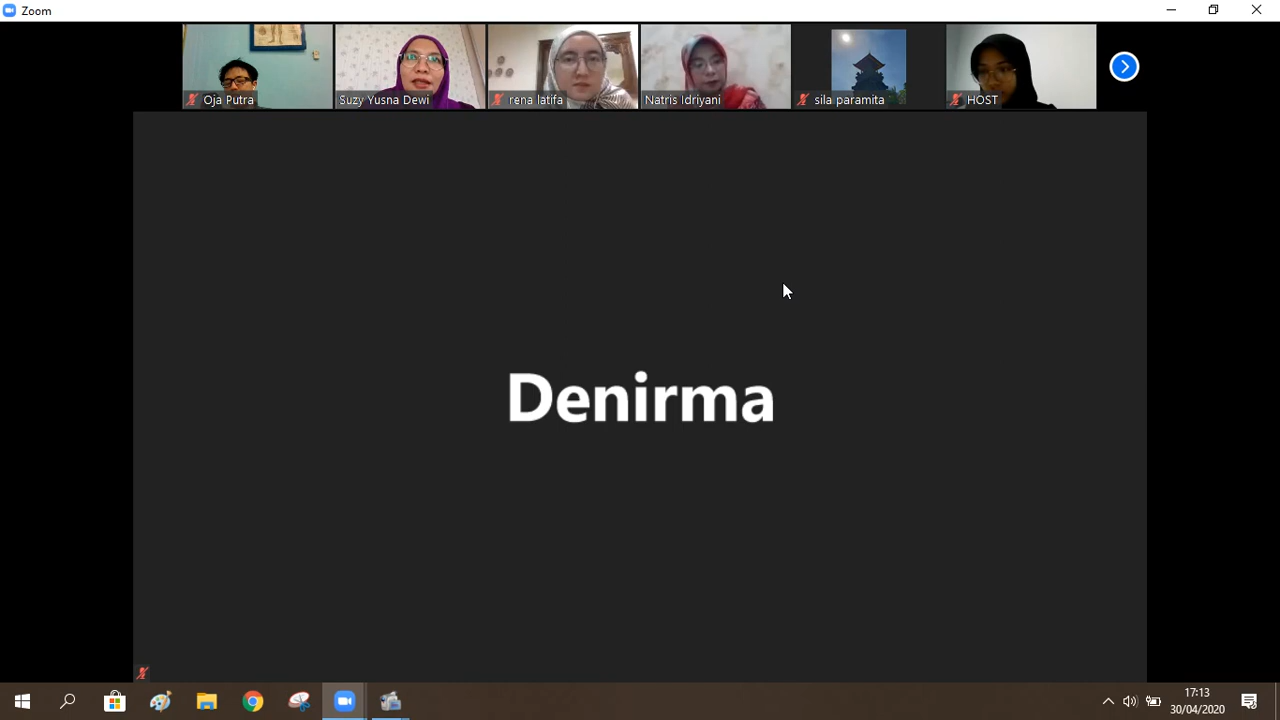 Zoom
Oja Putra
Suzy Yusna Dewi
rena latifa
Natris Idriyani
sila paramita
HOST
Denirma
17:13
30/04/2020